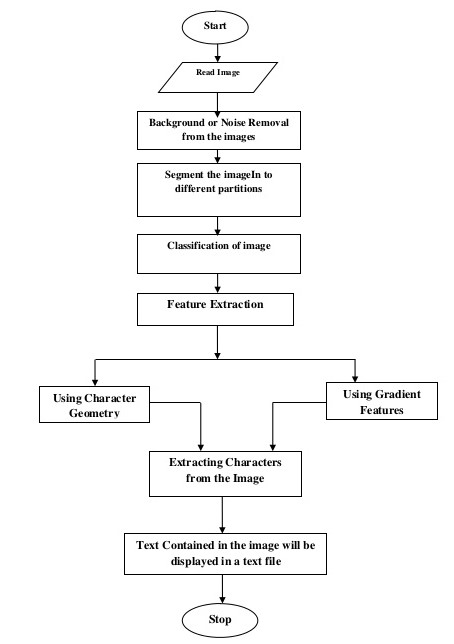 Start
Read Image
Background or Noise Removal
from the images
Segment the imageIn to
different partitions
Classification of image
Feature Extraction
Using Character
Geometry
Using Gradient
Features
Extracting Characters
from the Image
Text Contained in the image will be
displayed in a text file
Stop